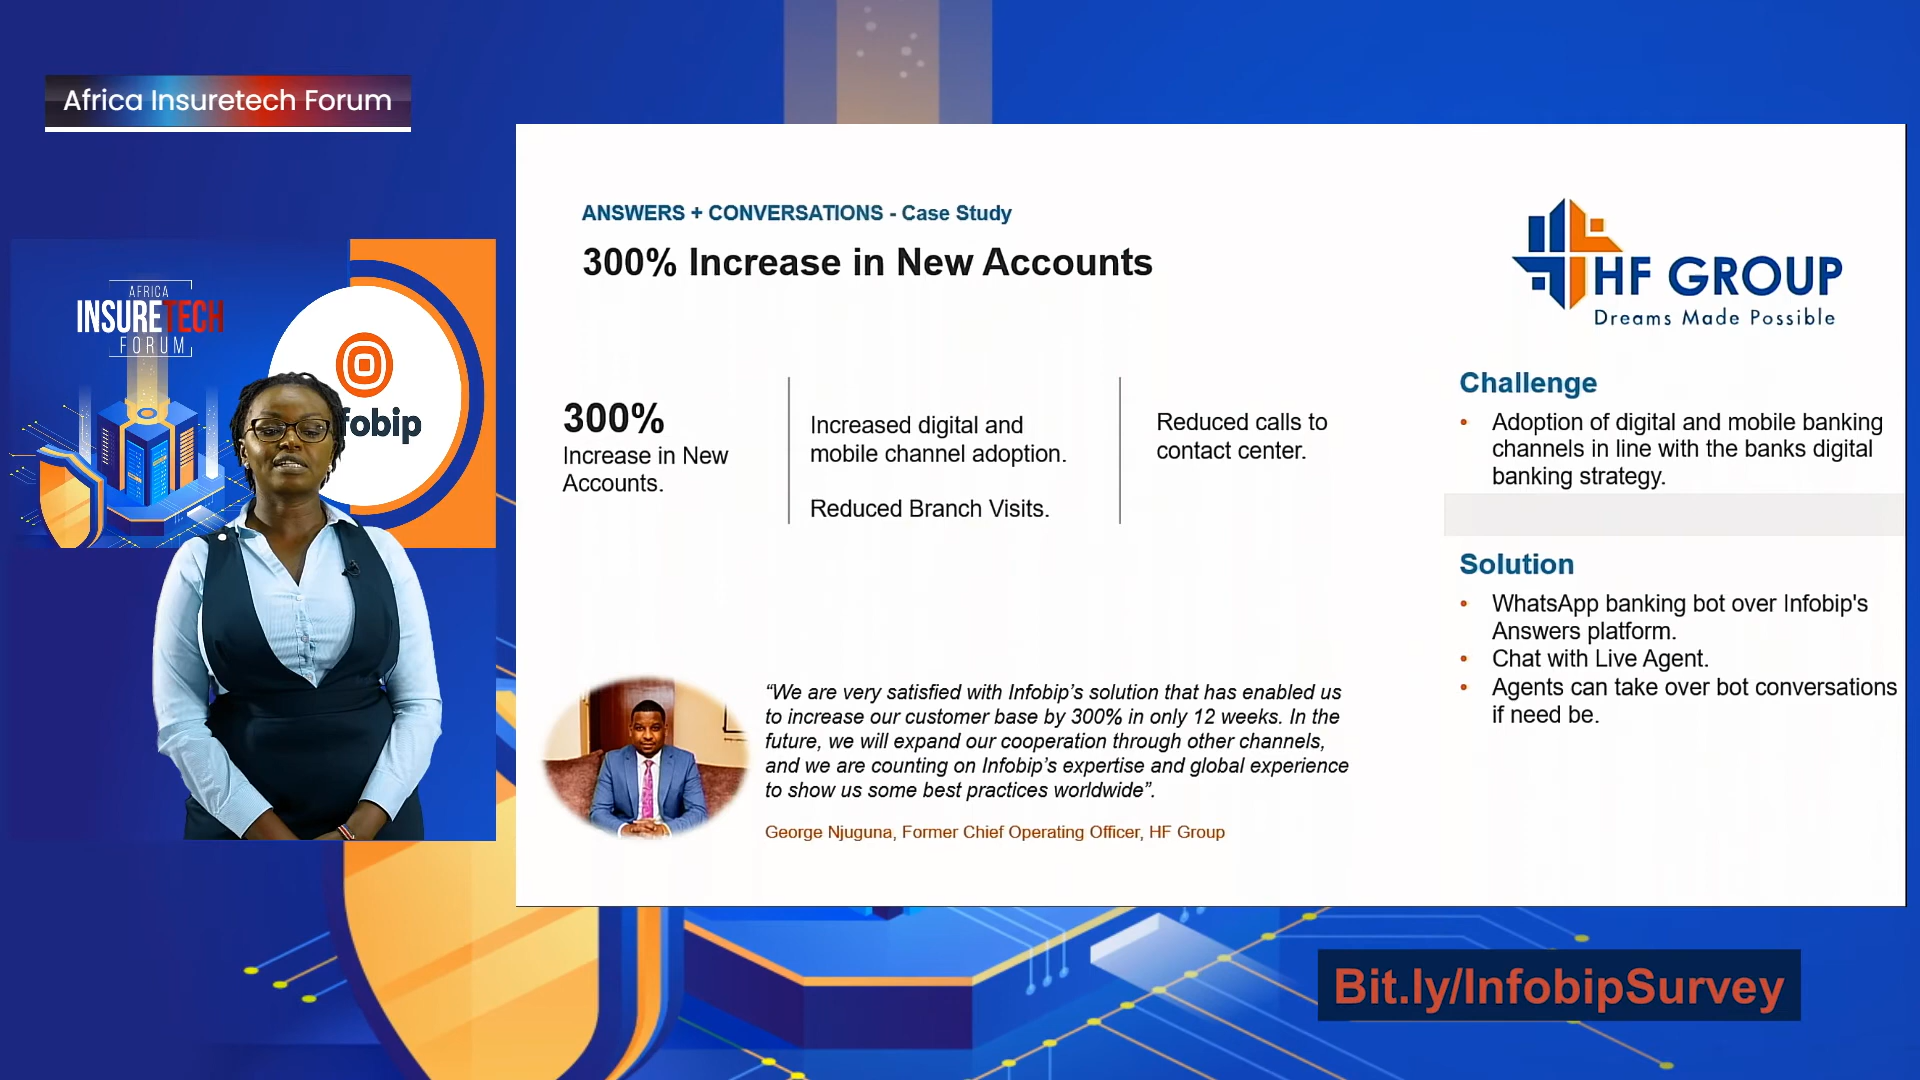 Africa Insuretech Forum
AFRICA
INSURETECH
FORUM
fobip
ANSWERS + CONVERSATIONS - Case Study
300% Increase in New Accounts
300%
Increase in New
Accounts.
Increased digital and
mobile channel adoption.
Reduced Branch Visits.
Reduced calls to
contact center.
“We are very satisfied with Infobip’s solution that has enabled us
to increase our customer base by 300% in only 12 weeks. In the
future, we will expand our cooperation through other channels,
and we are counting on Infobip’s expertise and global experience
to show us some best practices worldwide”.
George Njuguna, Former Chief Operating Officer, HF Group
HF GROUP
Dreams Made Possible
Challenge
• Adoption of digital and mobile banking
channels in line with the banks digital
banking strategy.
Solution
• WhatsApp banking bot over Infobip's
Answers platform.
• Chat with Live Agent.
• Agents can take over bot conversations
if need be.
Bit.ly/InfobipSurvey